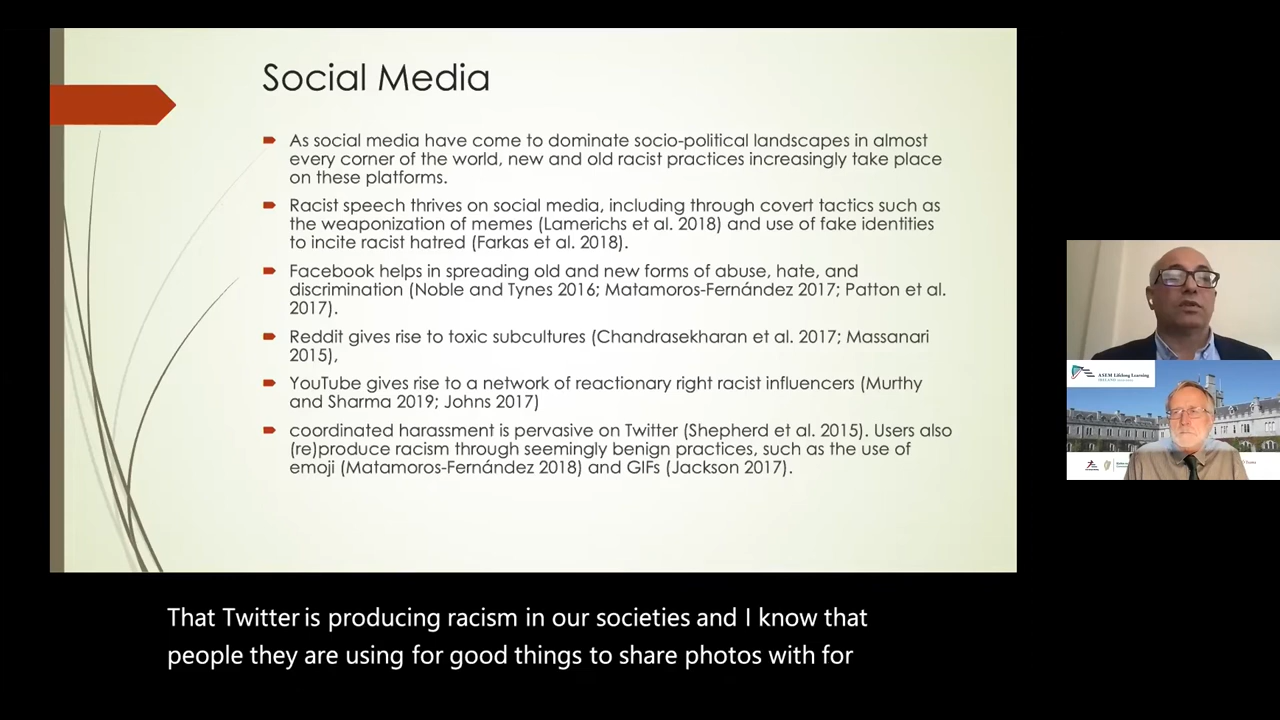 Social Media
As social media have come to dominate socio-political landscapes in almost
every corner of the world, new and old racist practices increasingly take place
on these platforms.
Racist speech thrives on social media, including through covert tactics such as
the weaponization of memes (Lamerichs et al. 2018) and use of fake identities
to incite racist hatred (Farkas et al. 2018).
Facebook helps in spreading old and new forms of abuse, hate, and
discrimination (Noble and Tynes 2016; Matamoros-Fernández 2017; Patton et al.
2017).
Reddit gives rise to toxic subcultures (Chandrasekharan et al. 2017; Massanari
2015),
YouTube gives rise to a network of reactionary right racist influencers (Murthy
and Sharma 2019; Johns 2017)
coordinated harassment is pervasive on Twitter (Shepherd et al. 2015). Users also
(re)produce racism through seemingly benign practices, such as the use of
emoji (Matamoros-Fernández 2018) and GIFs (Jackson 2017).
ASEM Lifelong Learning
That Twitter is producing racism in our societies and I know that
people they are using for good things to share photos with for